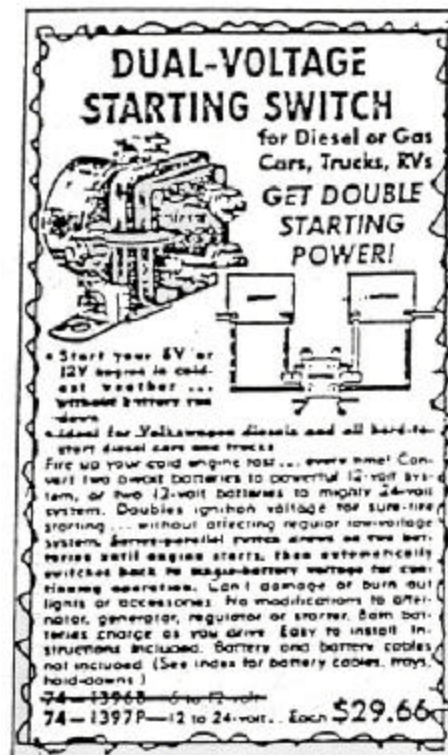 DUAL-VOLTAGE
STARTING SWITCH
for Diesel or Gas
Cars, Trucks, RVs
GET DOUBLE
STARTING
POWER!
• Start your 6V or
12V engine in cold-
est weather ...
without battery run
down
• Ideal for Volkswagen diesels and all hard-to-
start diesel cars and trucks
Fire up your cold engine fast ... every time! Con-
vert two 6-volt batteries to powerful 12-volt sys-
tem, or two 12-volt batteries to mighty 24-volt
system. Doubles ignition voltage for sure-fire
starting ... without affecting regular low-voltage
system. Series-parallel switch draws on two bat-
teries until engine starts, then automatically
switches back to single-battery voltage for con-
tinuing operation. Can't damage or burn out
lights or accessories. No modifications to alter-
nator, generator, regulator or starter. Both bat-
teries charge as you drive. Easy to install. In-
structions included. Battery and battery cables
not included. (See index for battery cables, trays,
hold-downs.)
74—1396B—6 to 12-volt
74—1397P—12 to 24-volt.. Each $29.66